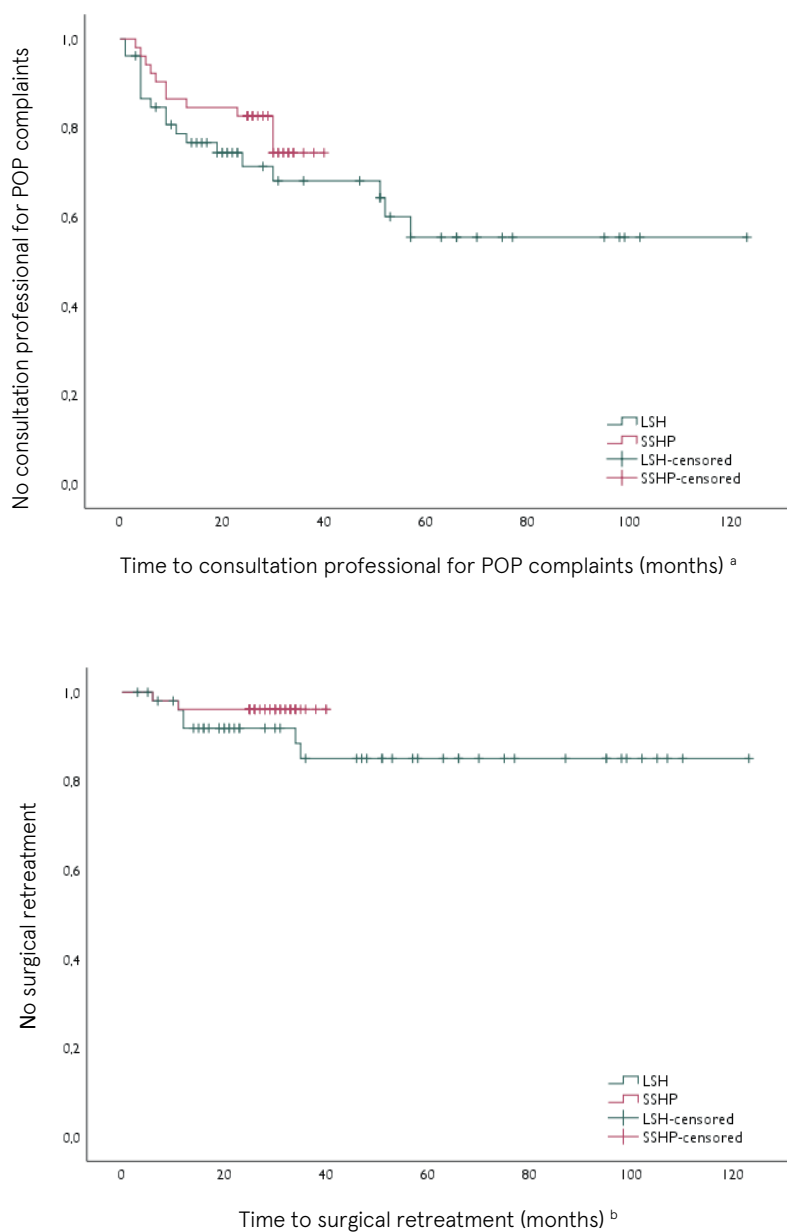 No consultation professional for POP complaints
1,0
0,8
0,6
0,4
0,2
0,0
LSH
SSHP
LSH-censored
SSHP-censored
0 20 40 60 80 100 120
Time to consultation professional for POP complaints (months) a
No surgical retreatment
1,0
0,8
0,6
0,4
0,2
0,0
LSH
SSHP
LSH-censored
SSHP-censored
0 20 40 60 80 100 120
Time to surgical retreatment (months) b